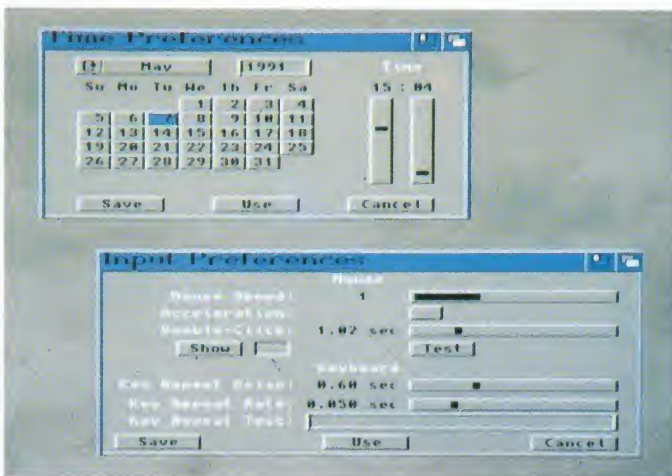 Time Preferences
May 1991 Time
Su Mo Tu We Th Fr Sa 15 : 04
1 2 3 4
5 6 7 8 9 10 11
12 13 14 15 16 17 18
19 20 21 22 23 24 25
26 27 28 29 30 31
Save Use Cancel
Input Preferences
Mouse
Mouse Speed: 1
Acceleration:
Double-Click: 1.02 sec
Show Test
Keyboard
Key Repeat Delay: 0.60 sec
Key Repeat Rate: 0.050 sec
Key Repeat Test:
Save Use Cancel